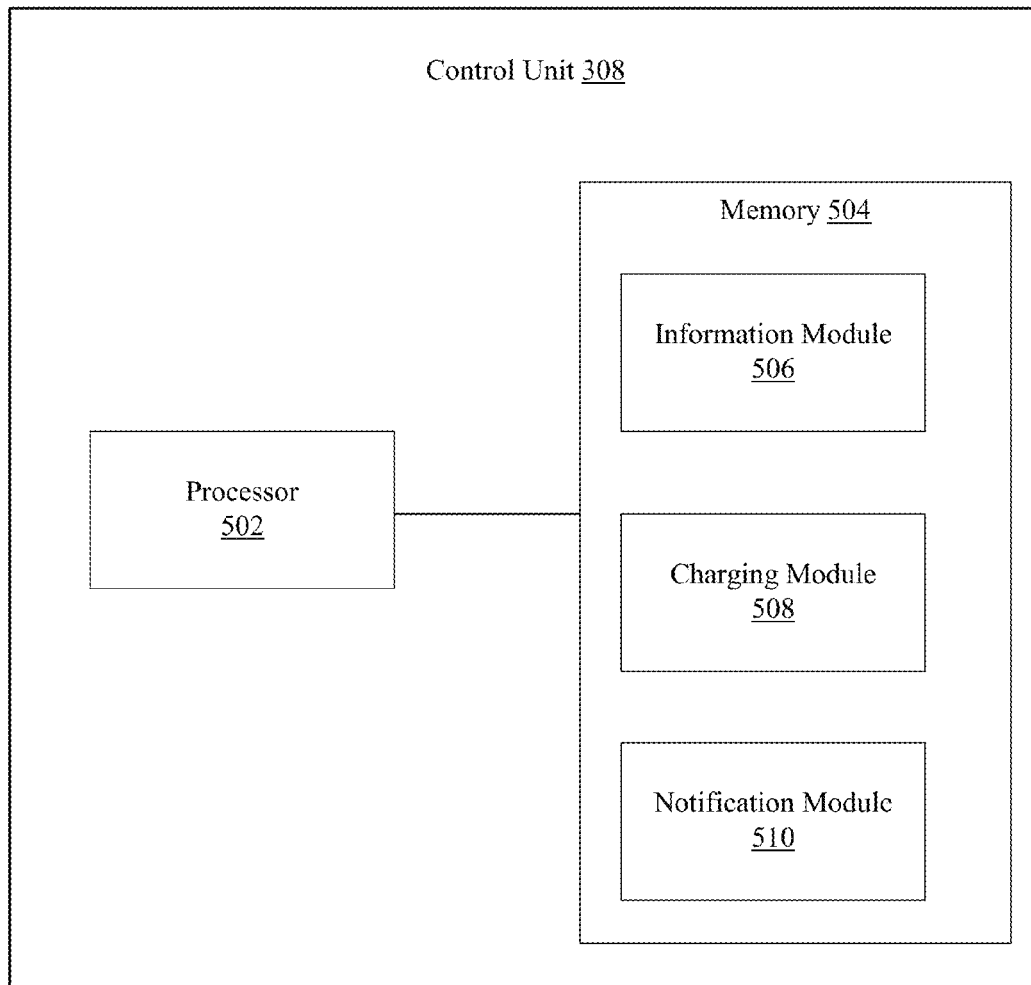 Control Unit 308
Memory 504
Information Module
506
Processor
502
Charging Module
508
Notification Module
510